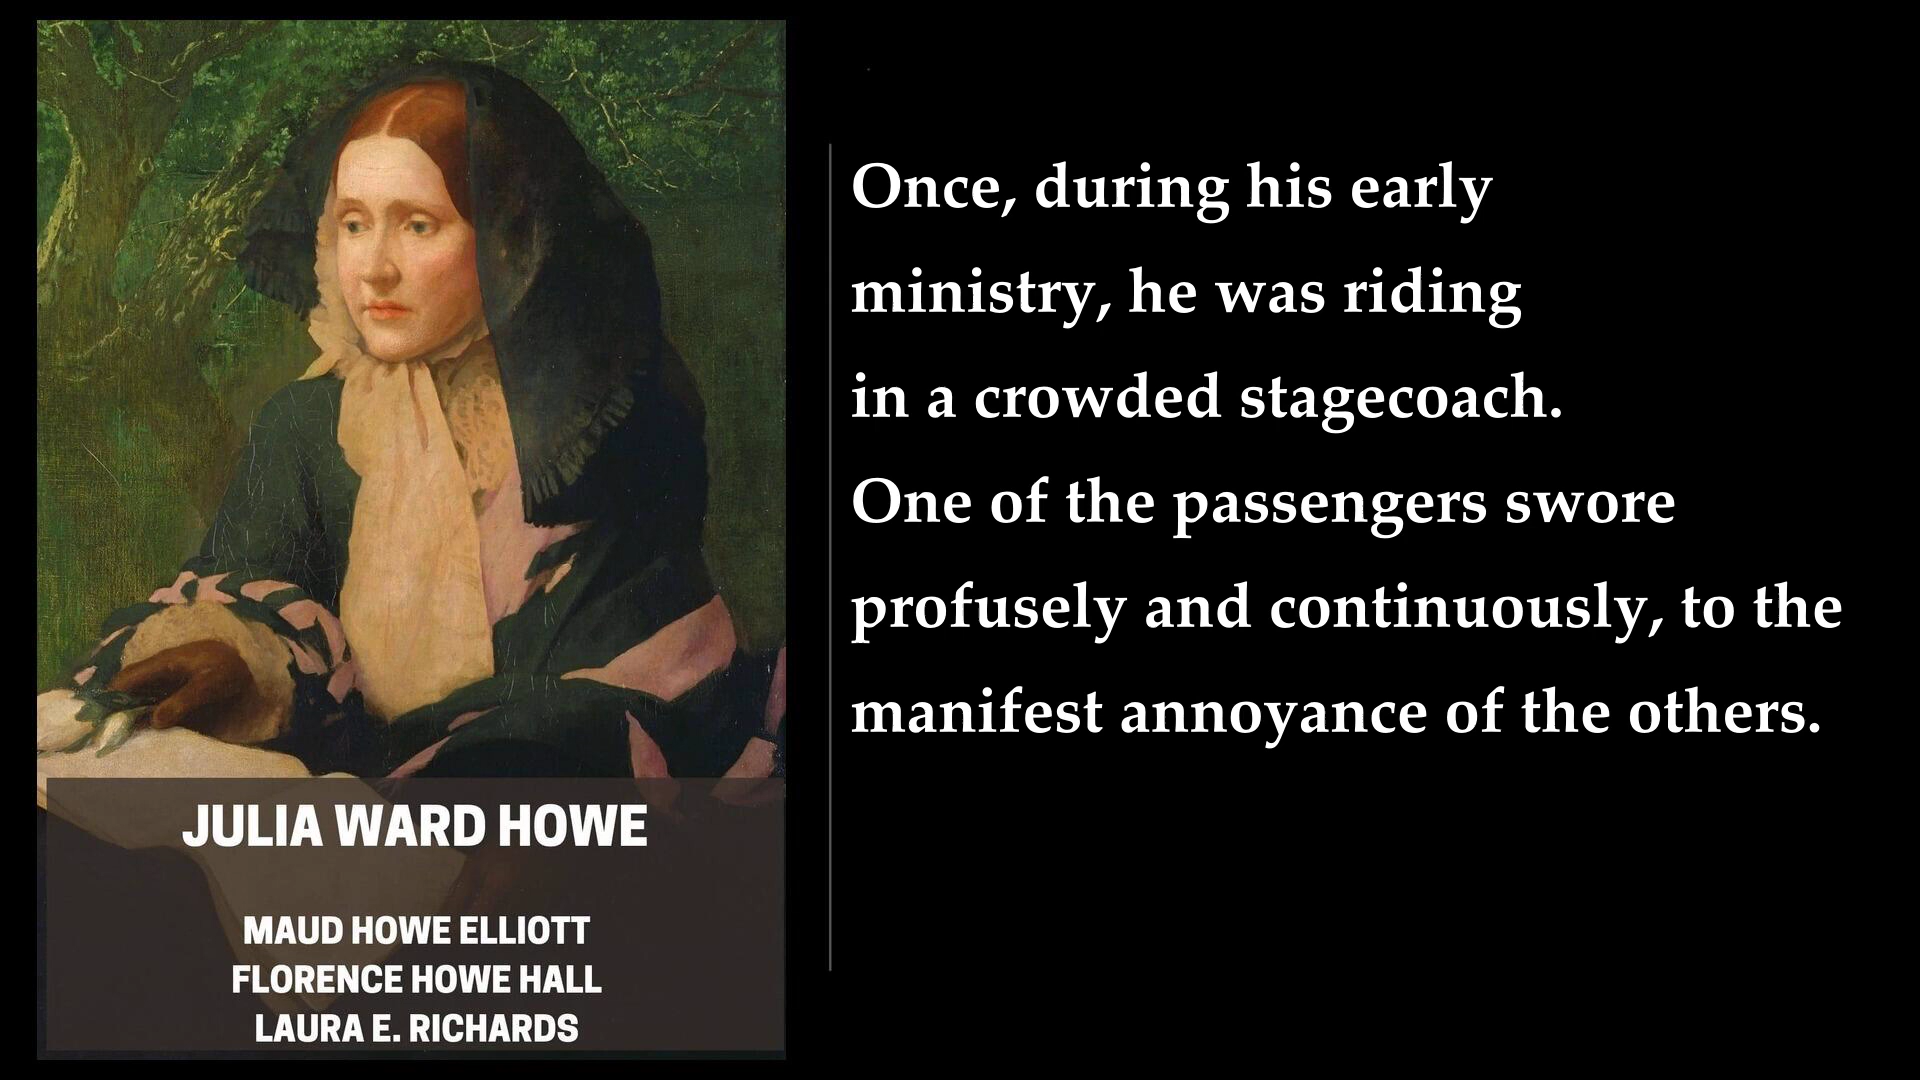 JULIA WARD HOWE
MAUD HOWE ELLIOTT
FLORENCE HOWE HALL
LAURA E. RICHARDS
Once, during his early
ministry, he was riding
in a crowded stagecoach.
One of the passengers swore
profusely and continuously, to the
manifest annoyance of the others.